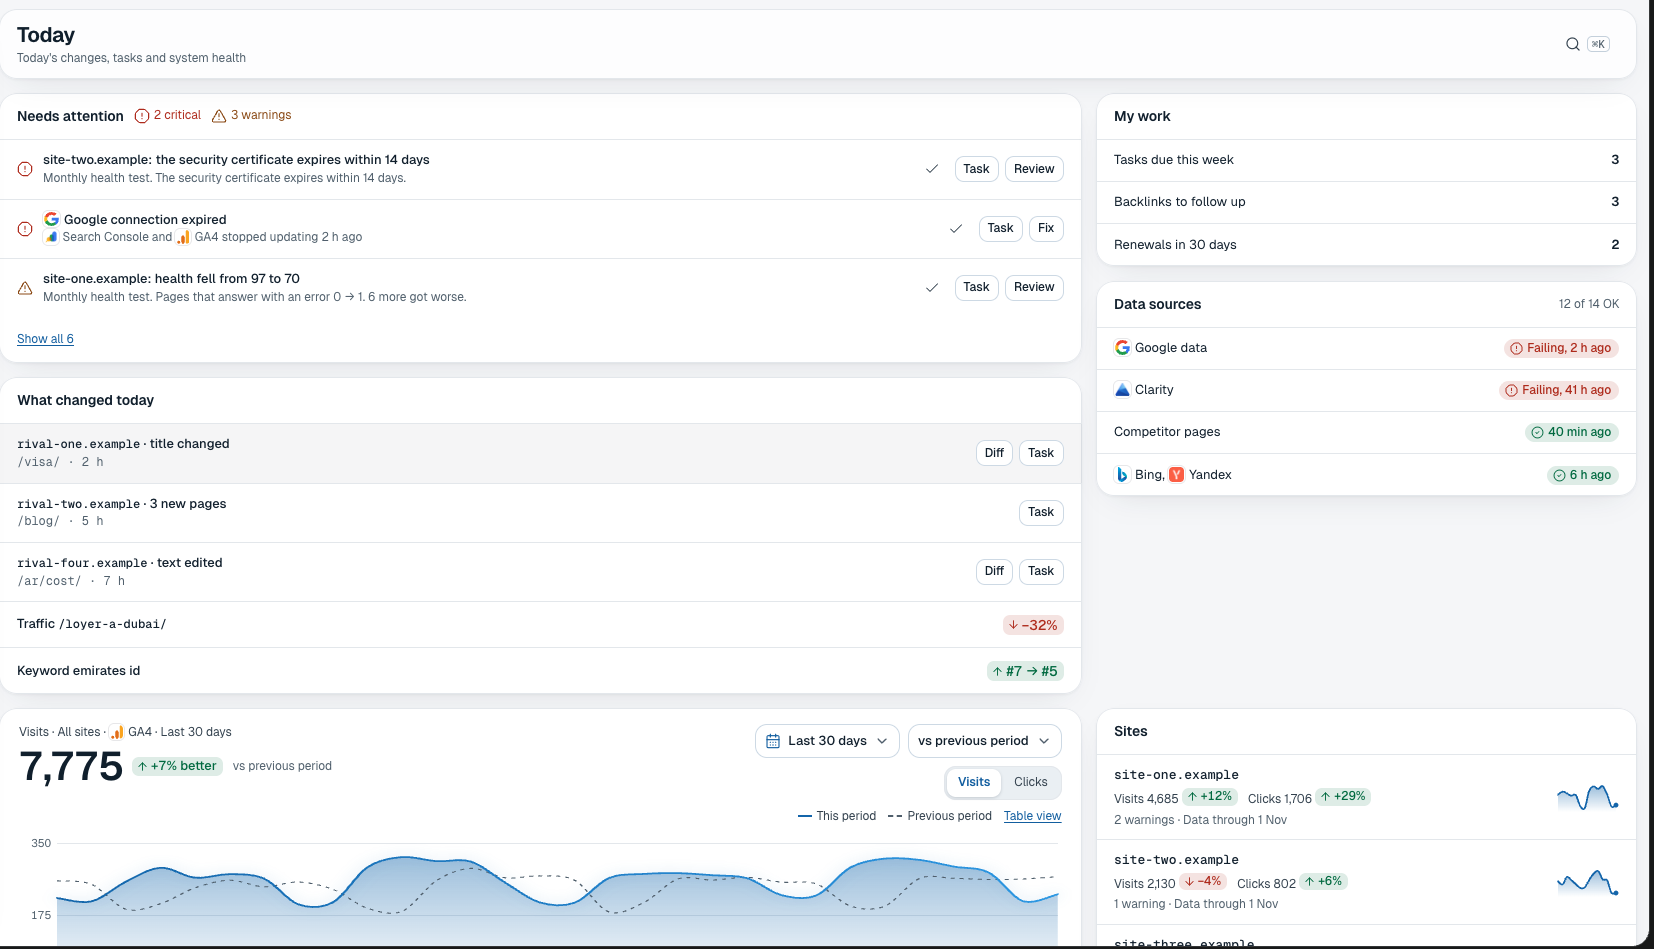 Today
Today's changes, tasks and system health
⌘K
Needs attention 2 critical 3 warnings
site-two.example: the security certificate expires within 14 days
Monthly health test. The security certificate expires within 14 days.
Task Review
Google connection expired
Search Console and GA4 stopped updating 2 h ago
Task Fix
site-one.example: health fell from 97 to 70
Monthly health test. Pages that answer with an error 0 → 1. 6 more got worse.
Task Review
Show all 6
My work
Tasks due this week 3
Backlinks to follow up 3
Renewals in 30 days 2
Data sources 12 of 14 OK
Google data Failing, 2 h ago
Clarity Failing, 41 h ago
Competitor pages 40 min ago
Bing, Yandex 6 h ago
What changed today
rival-one.example · title changed
/visa/ · 2 h
Diff Task
rival-two.example · 3 new pages
/blog/ · 5 h
Task
rival-four.example · text edited
/ar/cost/ · 7 h
Diff Task
Traffic /loyer-a-dubai/ ↓ −32%
Keyword emirates id ↑ #7 → #5
Visits · All sites · GA4 · Last 30 days
7,775 ↑ +7% better vs previous period
Last 30 days vs previous period
Visits Clicks
This period Previous period Table view
350
175
Sites
site-one.example
Visits 4,685 ↑ +12% Clicks 1,706 ↑ +29%
2 warnings · Data through 1 Nov
site-two.example
Visits 2,130 ↓ −4% Clicks 802 ↑ +6%
1 warning · Data through 1 Nov
site-three.example